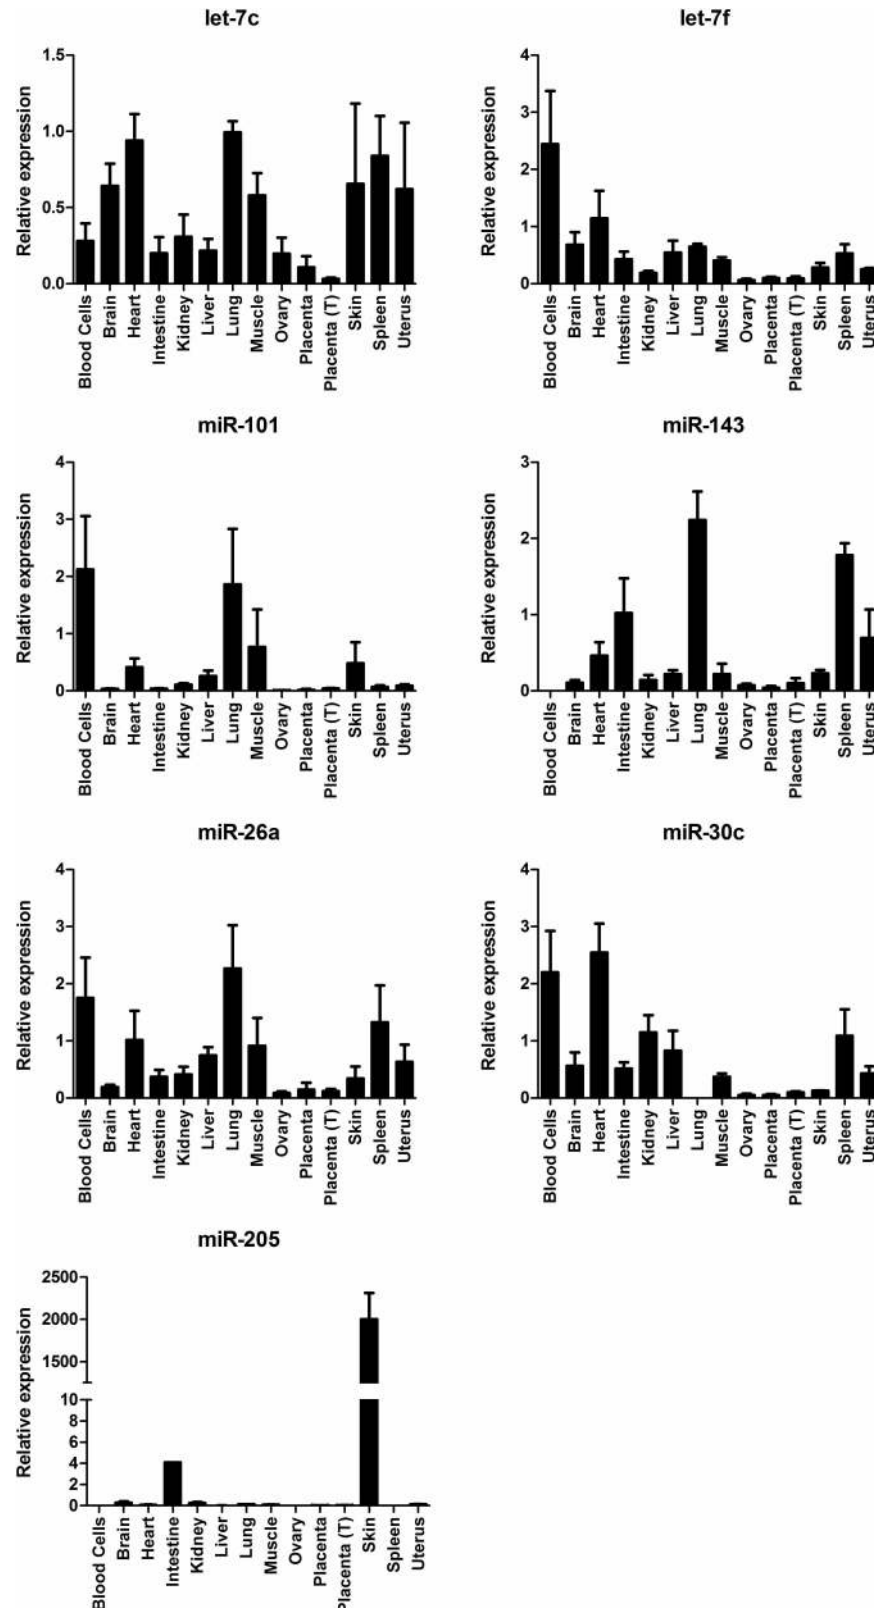 let-7c
Relative expression
1.5
1.0
0.5
0.0
Blood Cells
Brain
Heart
Intestine
Kidney
Liver
Lung
Muscle
Ovary
Placenta
Placenta (T)
Skin
Spleen
Uterus
let-7f
Relative expression
4
3
2
1
0
Blood Cells
Brain
Heart
Intestine
Kidney
Liver
Lung
Muscle
Ovary
Placenta
Placenta (T)
Skin
Spleen
Uterus
miR-101
Relative expression
4
3
2
1
0
Blood Cells
Brain
Heart
Intestine
Kidney
Liver
Lung
Muscle
Ovary
Placenta
Placenta (T)
Skin
Spleen
Uterus
miR-143
Relative expression
3
2
1
0
Blood Cells
Brain
Heart
Intestine
Kidney
Liver
Lung
Muscle
Ovary
Placenta
Placenta (T)
Skin
Spleen
Uterus
miR-26a
Relative expression
4
3
2
1
0
Blood Cells
Brain
Heart
Intestine
Kidney
Liver
Lung
Muscle
Ovary
Placenta
Placenta (T)
Skin
Spleen
Uterus
miR-30c
Relative expression
4
3
2
1
0
Blood Cells
Brain
Heart
Intestine
Kidney
Liver
Lung
Muscle
Ovary
Placenta
Placenta (T)
Skin
Spleen
Uterus
miR-205
Relative expression
2500
2000
1500
10
8
6
4
2
0
Blood Cells
Brain
Heart
Intestine
Kidney
Liver
Lung
Muscle
Ovary
Placenta
Placenta (T)
Skin
Spleen
Uterus